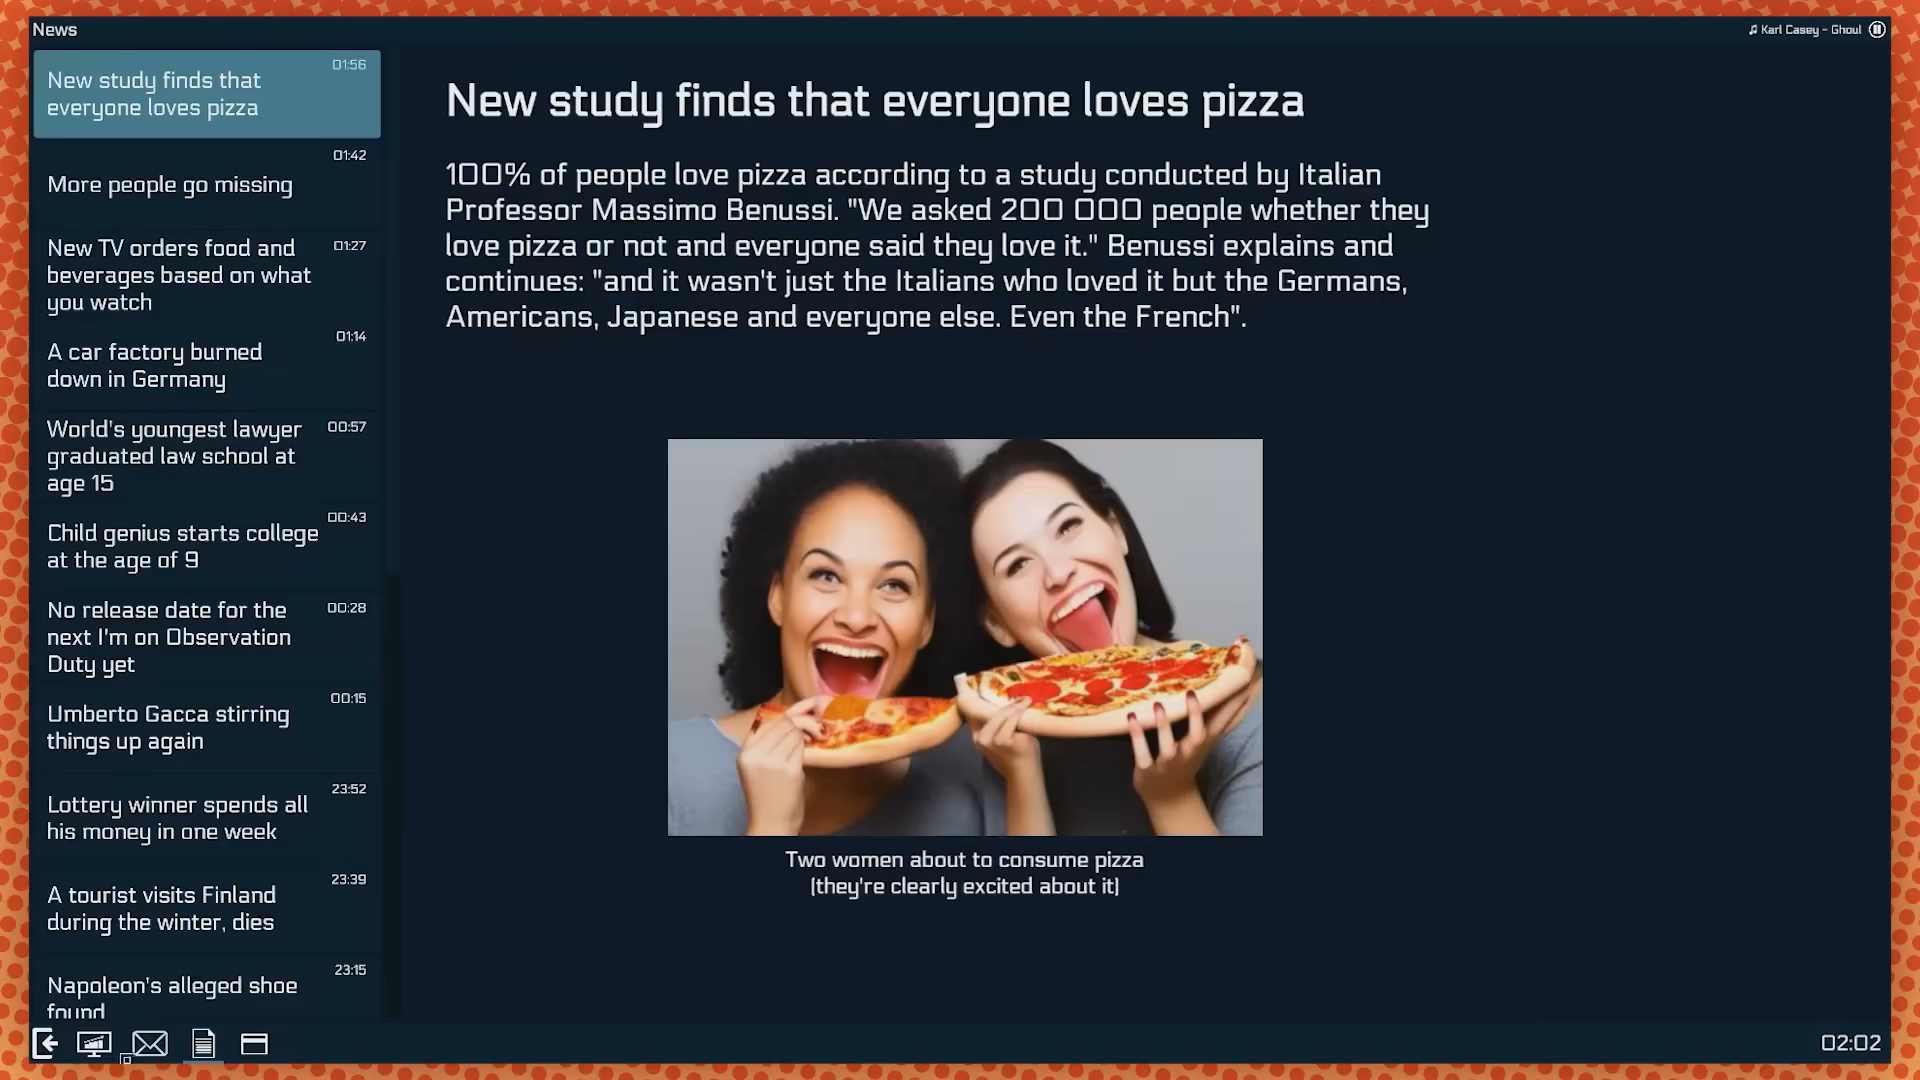 News
♫ Karl Casey - Ghoul
New study finds that
everyone loves pizza
01:56
More people go missing
01:42
New TV orders food and
beverages based on what
you watch
01:27
A car factory burned
down in Germany
01:14
World's youngest lawyer
graduated law school at
age 15
00:57
Child genius starts college
at the age of 9
00:43
No release date for the
next I'm on Observation
Duty yet
00:28
Umberto Gacca stirring
things up again
00:15
Lottery winner spends all
his money in one week
23:52
A tourist visits Finland
during the winter, dies
23:39
Napoleon's alleged shoe
found
23:15
New study finds that everyone loves pizza
100% of people love pizza according to a study conducted by Italian
Professor Massimo Benussi. "We asked 200 000 people whether they
love pizza or not and everyone said they love it." Benussi explains and
continues: "and it wasn't just the Italians who loved it but the Germans,
Americans, Japanese and everyone else. Even the French".
Two women about to consume pizza
(they're clearly excited about it)
02:02